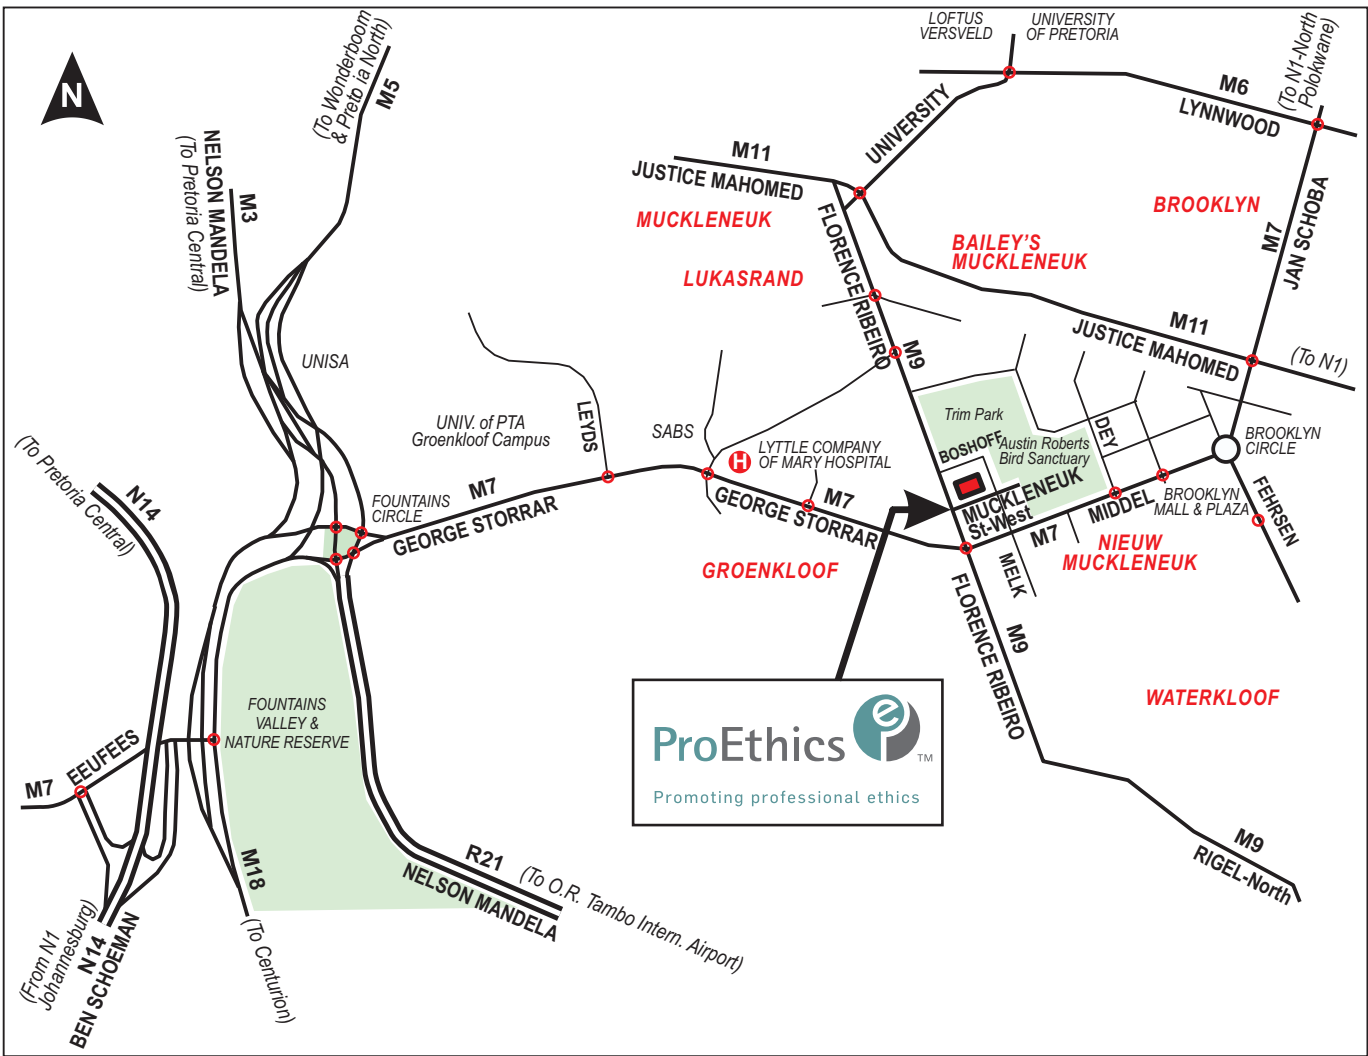 LOFTUS
VERSVELD
UNIVERSITY
OF PRETORIA
(To N1-North
Polokwane)
(To Wonderboom
& Preto ia North)
M5
N
NELSON MANDELA
(To Pretoria Central)
M3
M6
LYNNWOOD
UNIVERSITY
M11
JUSTICE MAHOMED
MUCKLENEUK
FLORENCE RIBEIRO
BROOKLYN
M7
JAN SCHOBA
BAILEY'S
MUCKLENEUK
LUKASRAND
M9
M11
JUSTICE MAHOMED
(To N1)
UNISA
UNIV. of PTA
Groenkloof Campus
LEYDS
SABS
H
LYTTLE COMPANY
OF MARY HOSPITAL
Trim Park
BOSHOFF
Austin Roberts
Bird Sanctuary
DEY
BROOKLYN
CIRCLE
(To Pretoria Central)
N14
FOUNTAINS
CIRCLE
M7
GEORGE STORRAR
M7
GEORGE STORRAR
MUCKLENEUK
St-West
M7
MIDDEL
BROOKLYN
MALL & PLAZA
FEHRSEN
NIEUW
MUCKLENEUK
MELK
GROENKLOOF
FLORENCE RIBEIRO
M9
WATERKLOOF
FOUNTAINS
VALLEY &
NATURE RESERVE
ProEthics
e
TM
Promoting professional ethics
M7
EEUFEES
M18
(To Centurion)
R21
NELSON MANDELA
(To O.R. Tambo Intern. Airport)
M9
RIGEL-North
(From N1
Johannesburg)
N14
BEN SCHOEMAN